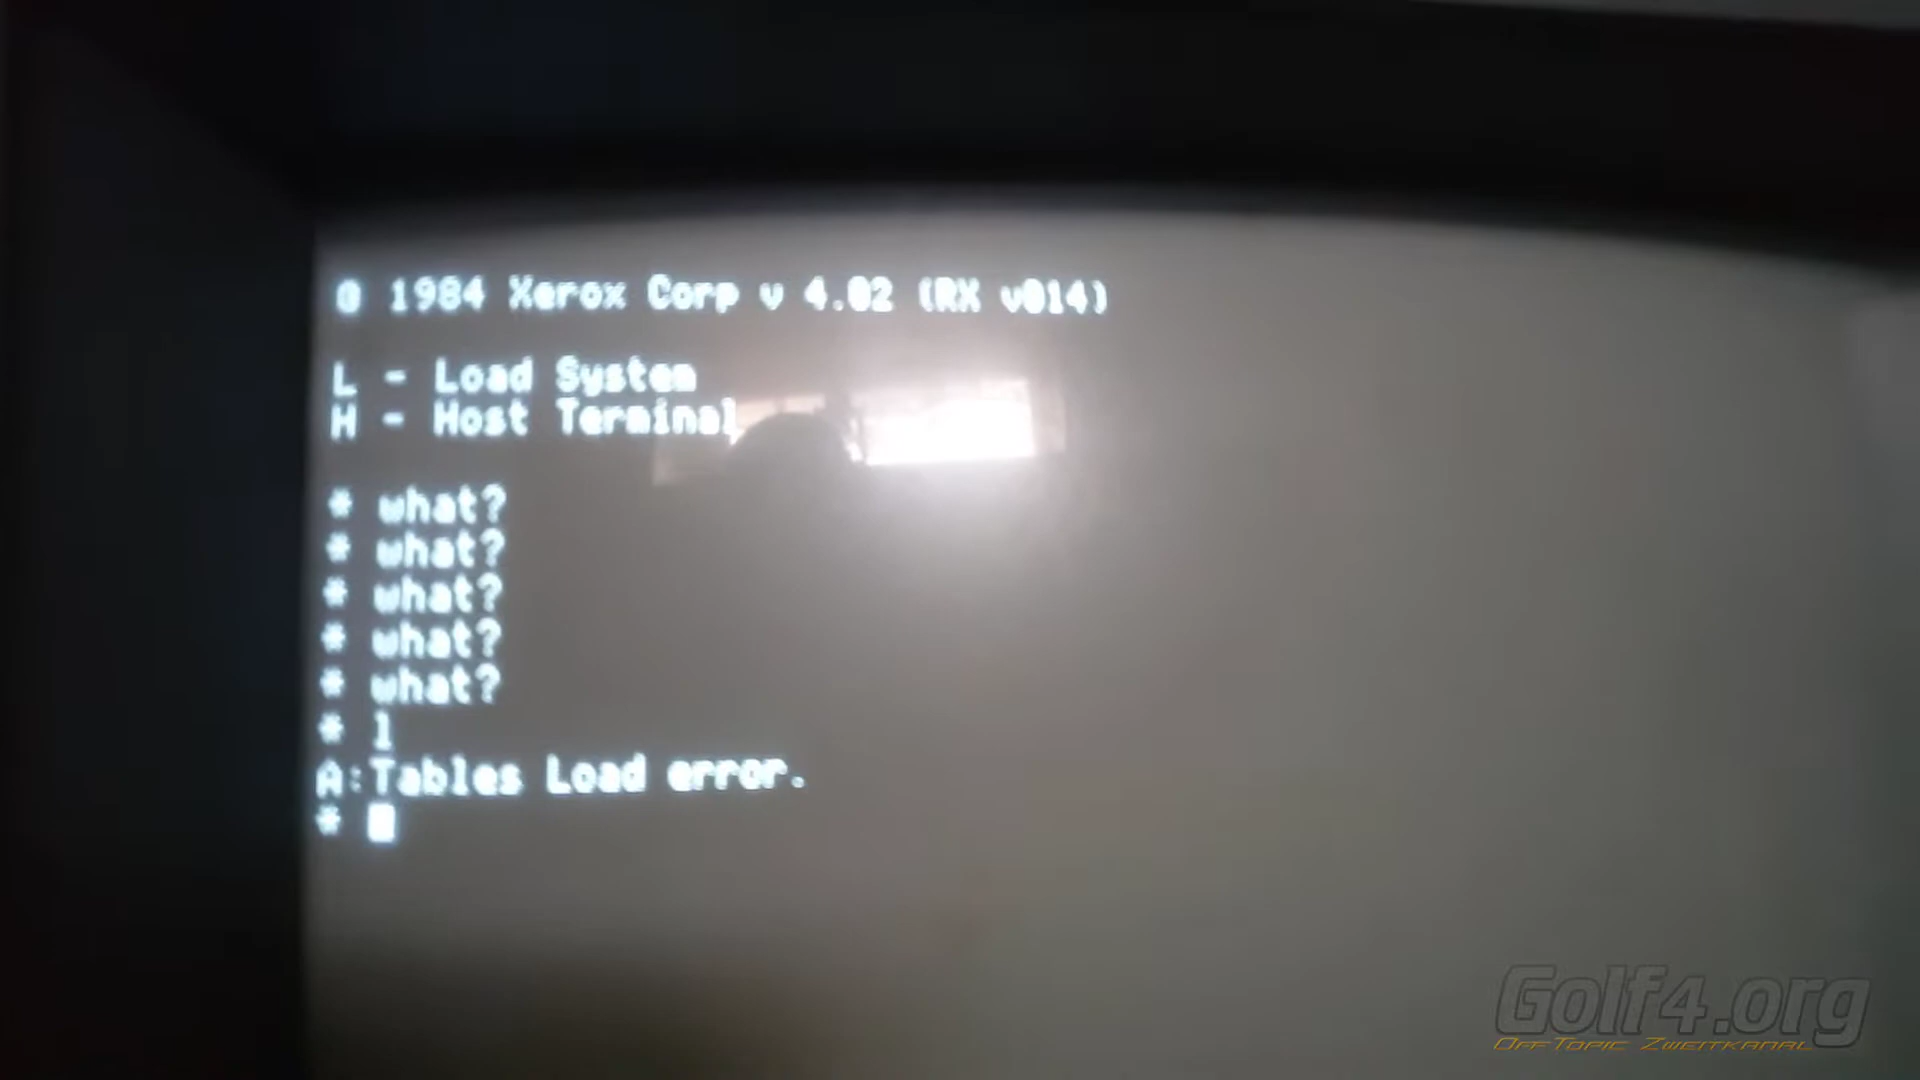 © 1984 Xerox Corp v 4.02 (RX v014)
L - Load System
H - Host Terminal
* what?
* what?
* what?
* what?
* what?
* l
A:Tables Load error.
*
Golf4.org
OffTopic Zweitkanal